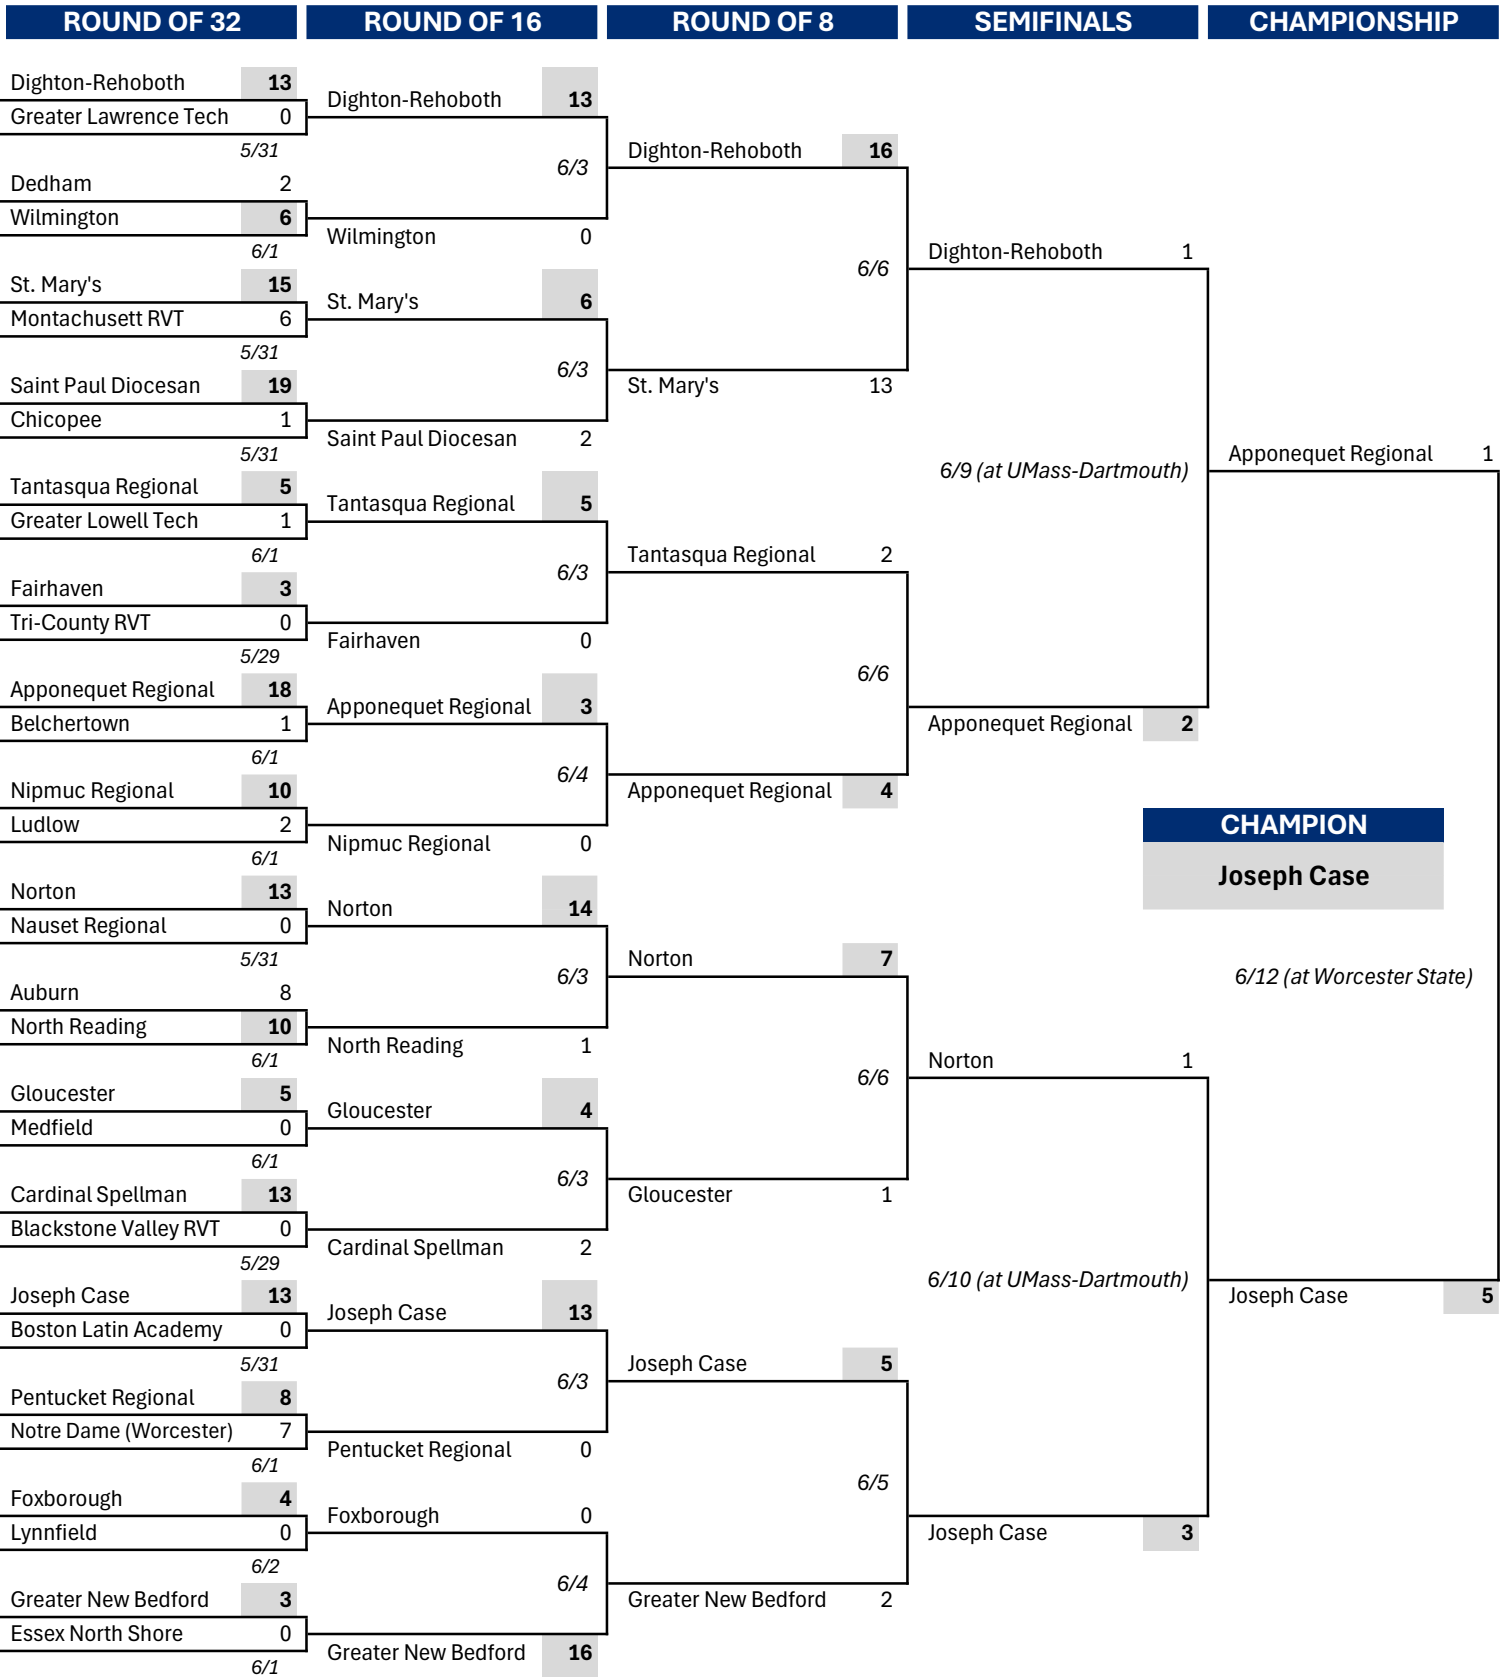 ROUND OF 32
Dighton-Rehoboth 13
Greater Lawrence Tech 0
5/31
Dedham 2
Wilmington 6
6/1
St. Mary's 15
Montachusett RVT 6
5/31
Saint Paul Diocesan 19
Chicopee 1
5/31
Tantasqua Regional 5
Greater Lowell Tech 1
6/1
Fairhaven 3
Tri-County RVT 0
5/29
Apponequet Regional 18
Belchertown 1
6/1
Nipmuc Regional 10
Ludlow 2
6/1
Norton 13
Nauset Regional 0
5/31
Auburn 8
North Reading 10
6/1
Gloucester 5
Medfield 0
6/1
Cardinal Spellman 13
Blackstone Valley RVT 0
5/29
Joseph Case 13
Boston Latin Academy 0
5/31
Pentucket Regional 8
Notre Dame (Worcester) 7
6/1
Foxborough 4
Lynnfield 0
6/2
Greater New Bedford 3
Essex North Shore 0
6/1
ROUND OF 16
Dighton-Rehoboth 13
6/3
Wilmington 0
St. Mary's 6
6/3
Saint Paul Diocesan 2
Tantasqua Regional 5
6/3
Fairhaven 0
Apponequet Regional 3
6/4
Nipmuc Regional 0
Norton 14
6/3
North Reading 1
Gloucester 4
6/3
Cardinal Spellman 2
Joseph Case 13
6/3
Pentucket Regional 0
Foxborough 0
6/4
Greater New Bedford 16
ROUND OF 8
Dighton-Rehoboth 16
6/6
St. Mary's 13
Tantasqua Regional 2
6/6
Apponequet Regional 4
Norton 7
6/6
Gloucester 1
Joseph Case 5
6/5
Greater New Bedford 2
SEMIFINALS
Dighton-Rehoboth 1
6/9 (at UMass-Dartmouth)
Apponequet Regional 2
Norton 1
6/10 (at UMass-Dartmouth)
Joseph Case 3
CHAMPIONSHIP
Apponequet Regional 1
CHAMPION
Joseph Case
6/12 (at Worcester State)
Joseph Case 5